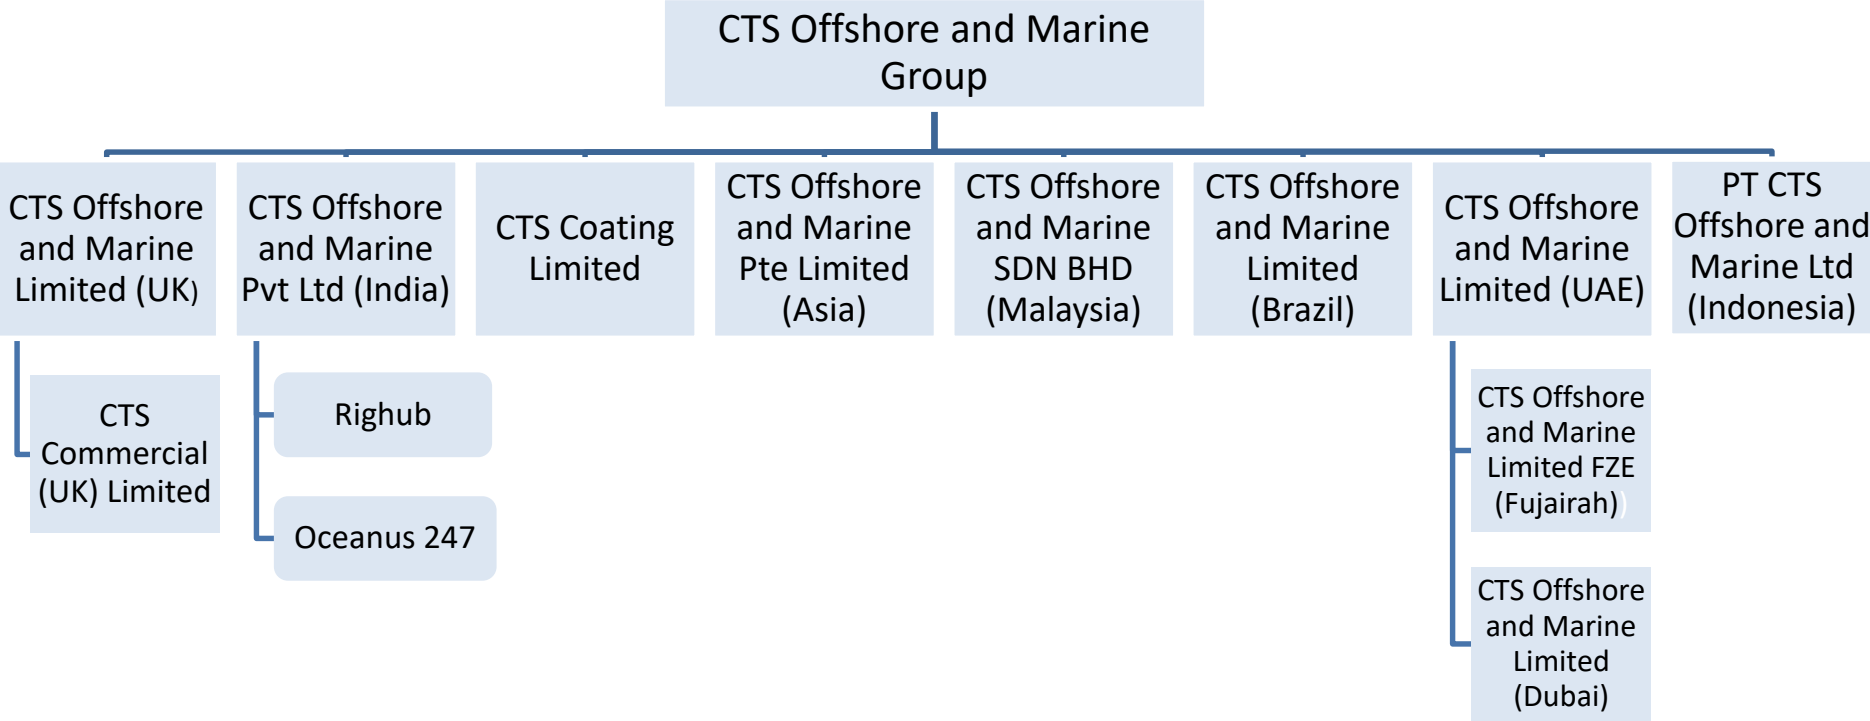 CTS Offshore and Marine
Group
CTS Offshore
and Marine
Limited (UK)
CTS Offshore
and Marine
Pvt Ltd (India)
CTS Coating
Limited
CTS Offshore
and Marine
Pte Limited
(Asia)
CTS Offshore
and Marine
SDN BHD
(Malaysia)
CTS Offshore
and Marine
Limited
(Brazil)
CTS Offshore
and Marine
Limited (UAE)
PT CTS
Offshore and
Marine Ltd
(Indonesia)
CTS
Commercial
(UK) Limited
Righub
Oceanus 247
CTS Offshore
and Marine
Limited FZE
(Fujairah))
CTS Offshore
and Marine
Limited
(Dubai)